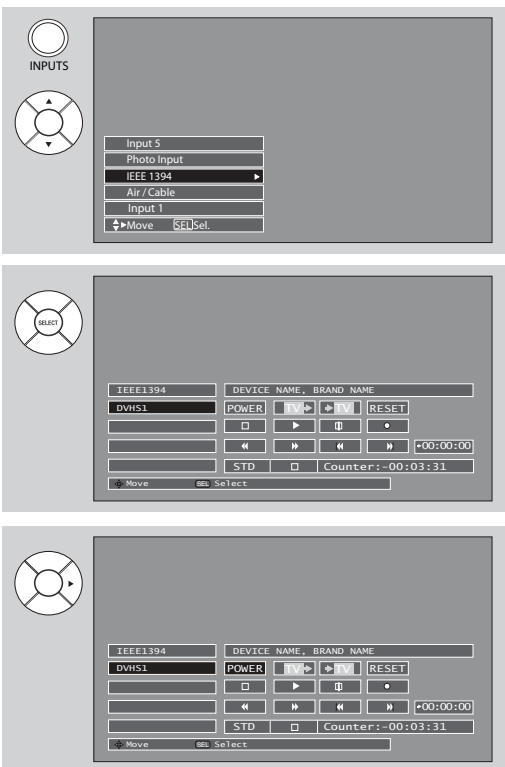 INPUTS
Input 5
Photo Input
IEEE 1394
Air / Cable
Input 1
Move SEL Sel.
SELECT
IEEE1394 DEVICE NAME, BRAND NAME
DVHS1 POWER TV TV RESET
+00:00:00
STD Counter:-00:03:31
Move SEL Select
IEEE1394 DEVICE NAME, BRAND NAME
DVHS1 POWER TV TV RESET
+00:00:00
STD Counter:-00:03:31
Move SEL Select